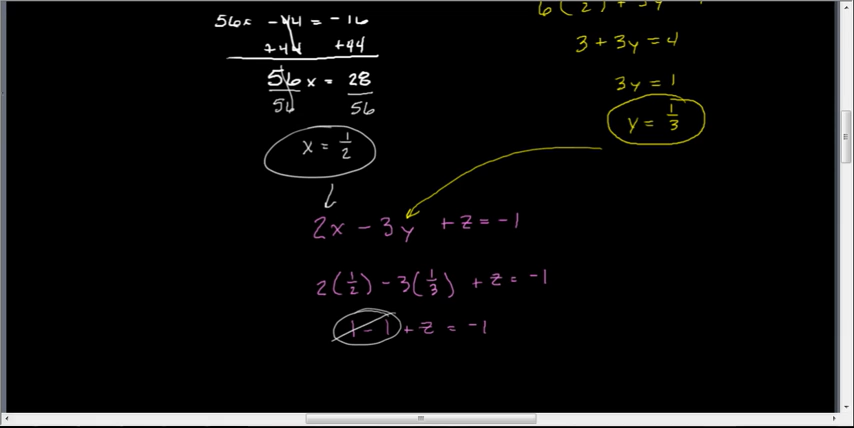 56x - 44 = -16
+44 +44
56x = 28
56 56
x = 1/2
3 + 3y = 4
3y = 1
y = 1/3
2x - 3y + z = -1
2(1/2) - 3(1/3) + z = -1
1 - 1 + z = -1